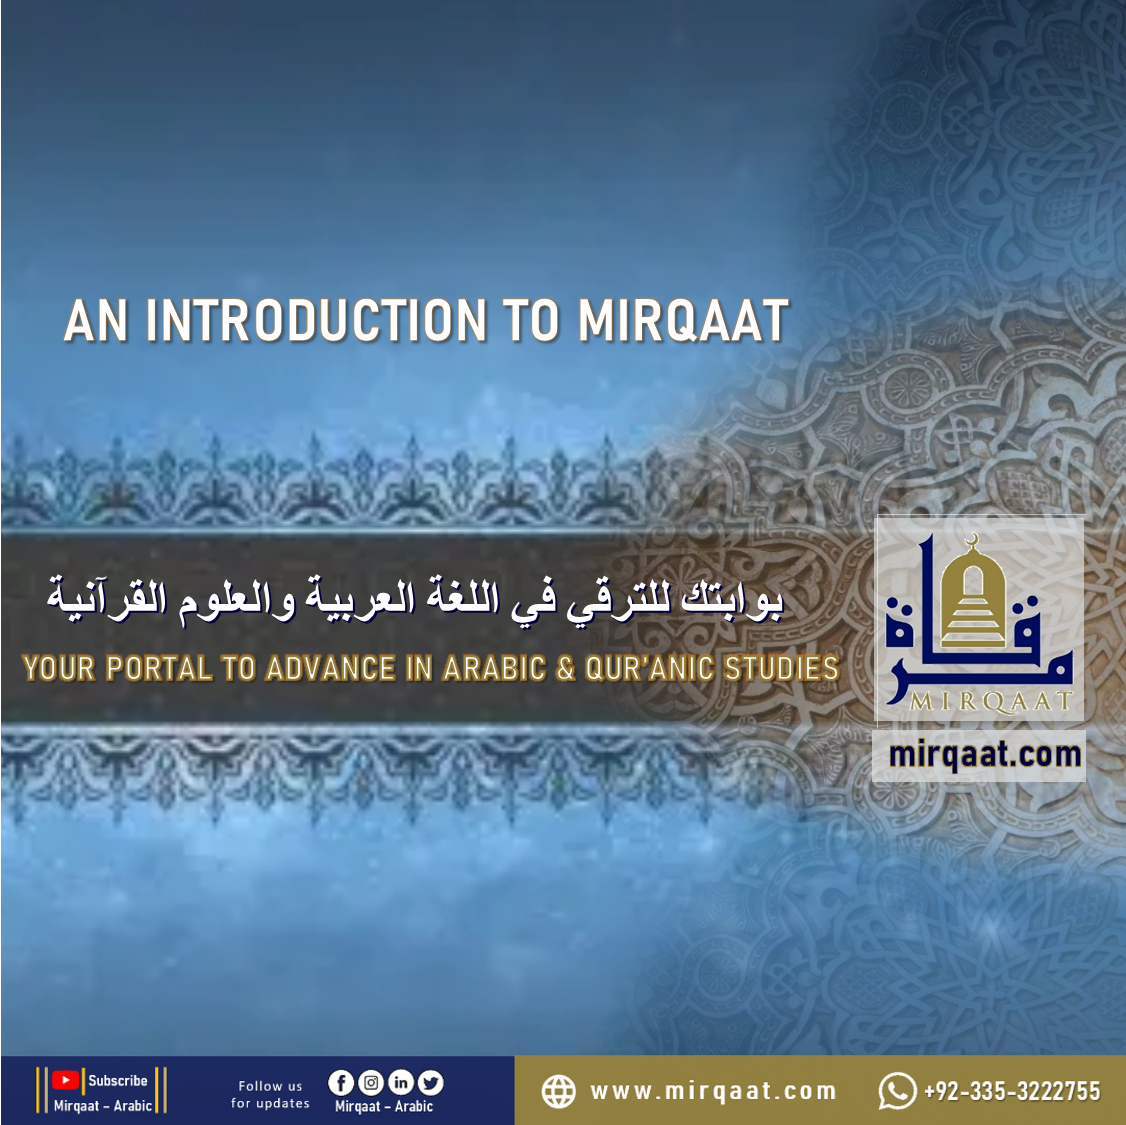 AN INTRODUCTION TO MIRQAAT
بوابتك للترقي في اللغة العربية والعلوم القرآنية
YOUR PORTAL TO ADVANCE IN ARABIC & QUR'ANIC STUDIES
مرقاة
MIRQAAT
mirqaat.com
Subscribe
Mirqaat – Arabic
Follow us
for updates
Mirqaat – Arabic
www.mirqaat.com
+92-335-3222755